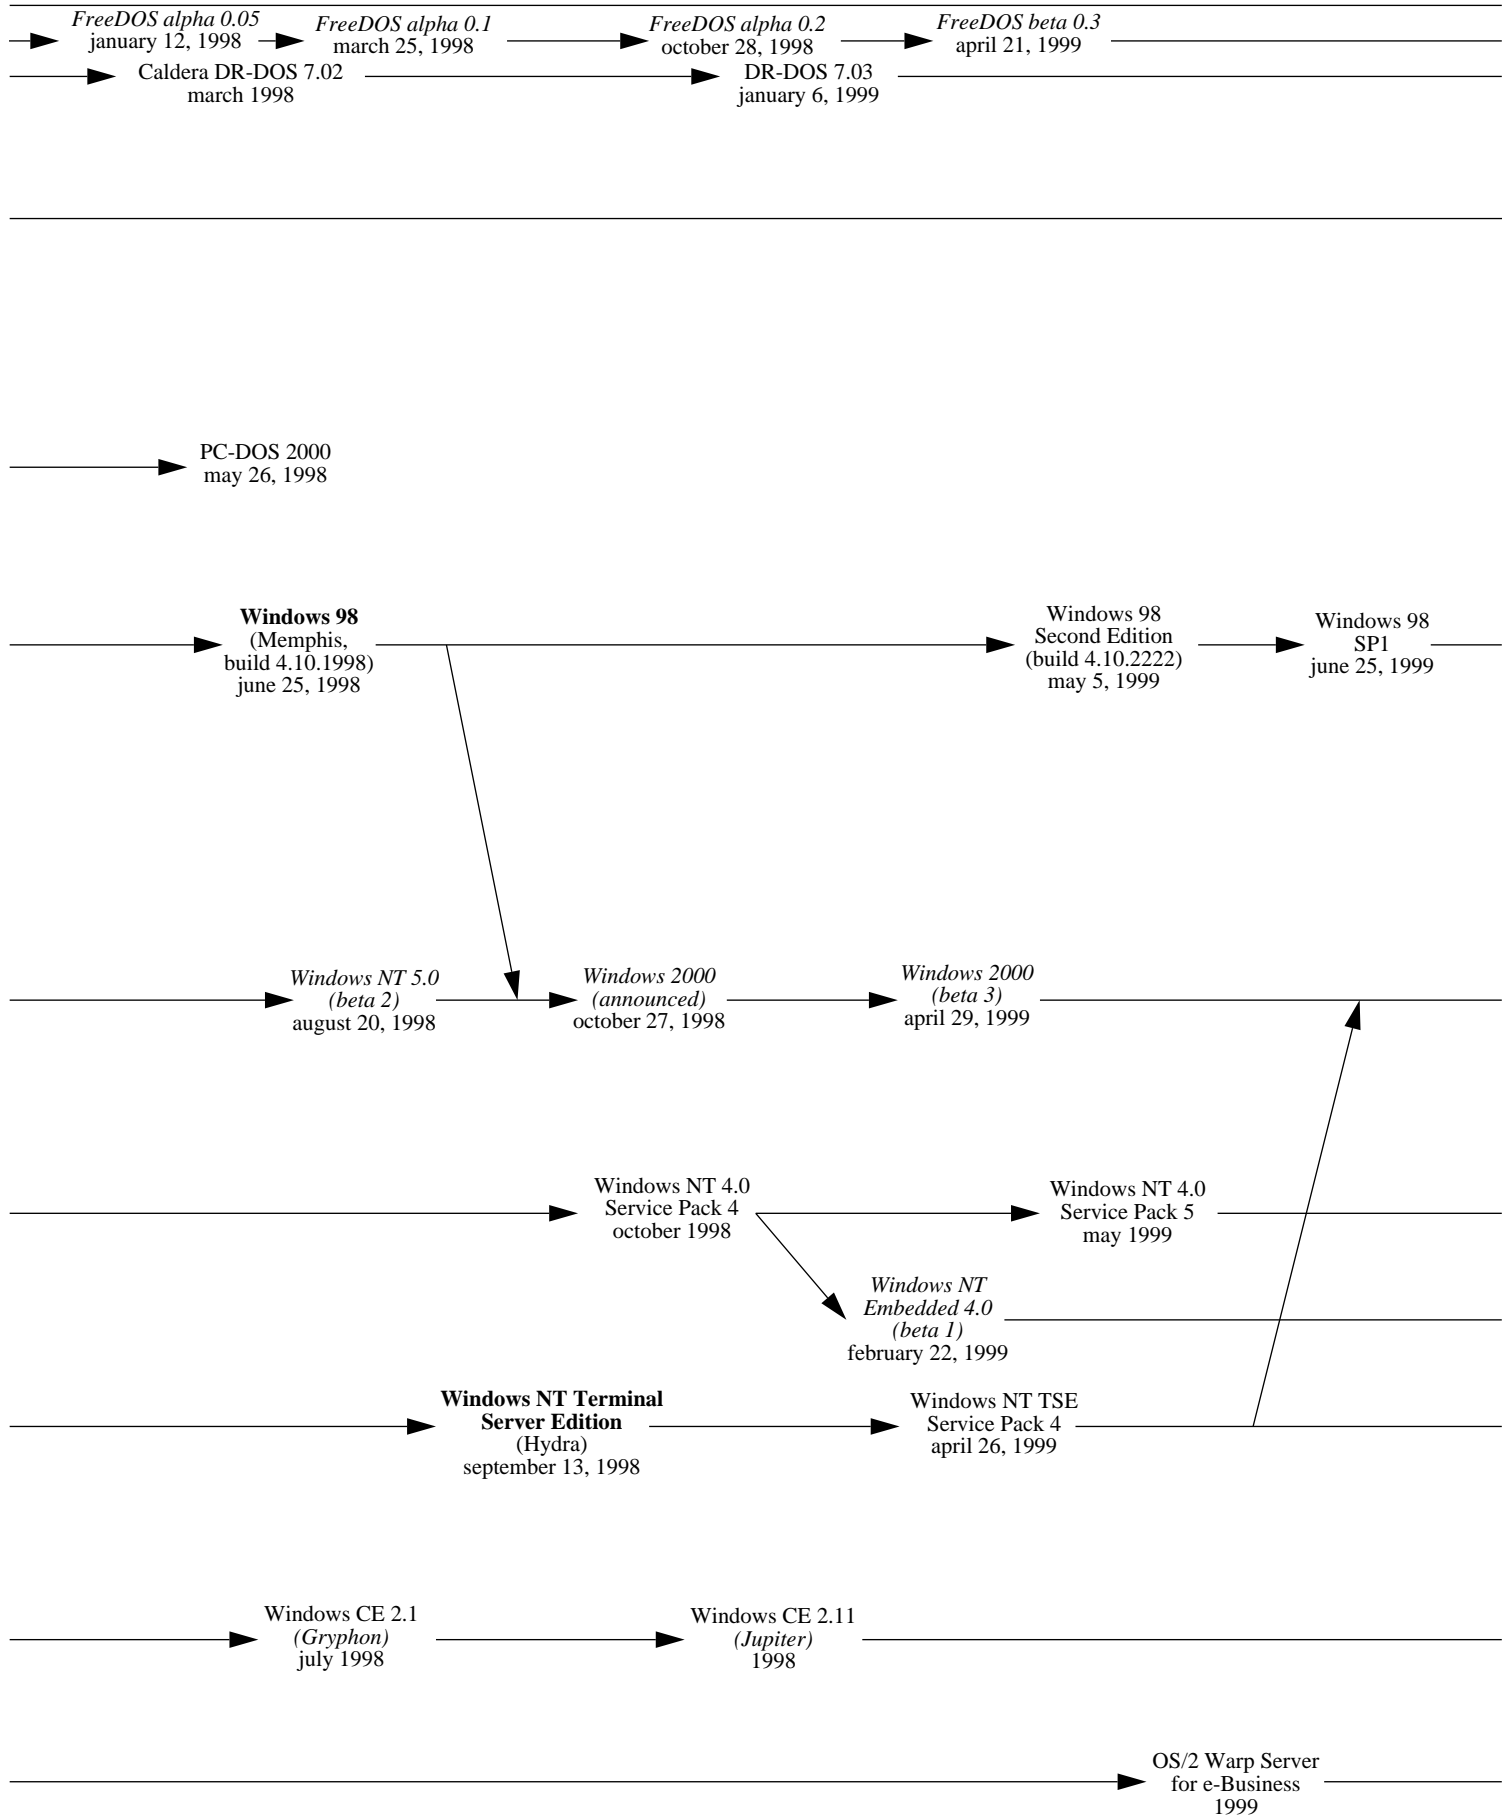 FreeDOS alpha 0.05
january 12, 1998
FreeDOS alpha 0.1
march 25, 1998
FreeDOS alpha 0.2
october 28, 1998
FreeDOS beta 0.3
april 21, 1999
Caldera DR-DOS 7.02
march 1998
DR-DOS 7.03
january 6, 1999
PC-DOS 2000
may 26, 1998
Windows 98
(Memphis,
build 4.10.1998)
june 25, 1998
Windows 98
Second Edition
(build 4.10.2222)
may 5, 1999
Windows 98
SP1
june 25, 1999
Windows NT 5.0
(beta 2)
august 20, 1998
Windows 2000
(announced)
october 27, 1998
Windows 2000
(beta 3)
april 29, 1999
Windows NT 4.0
Service Pack 4
october 1998
Windows NT 4.0
Service Pack 5
may 1999
Windows NT
Embedded 4.0
(beta 1)
february 22, 1999
Windows NT Terminal
Server Edition
(Hydra)
september 13, 1998
Windows NT TSE
Service Pack 4
april 26, 1999
Windows CE 2.1
(Gryphon)
july 1998
Windows CE 2.11
(Jupiter)
1998
OS/2 Warp Server
for e-Business
1999